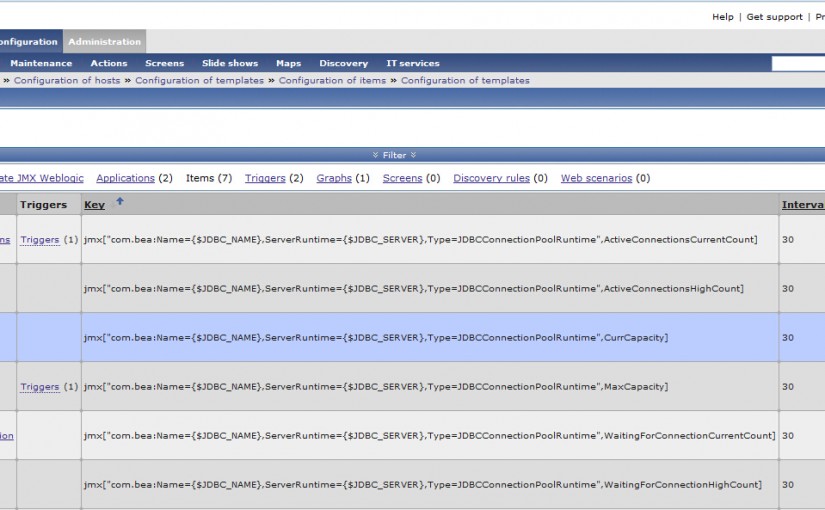 Help | Get support | Pr
onfiguration Administration
Maintenance Actions Screens Slide shows Maps Discovery IT services
» Configuration of hosts » Configuration of templates » Configuration of items » Configuration of templates
Filter
ate JMX Weblogic Applications (2) Items (7) Triggers (2) Graphs (1) Screens (0) Discovery rules (0) Web scenarios (0)
Triggers Key Interva
ns Triggers (1) jmx["com.bea:Name={$JDBC_NAME},ServerRuntime={$JDBC_SERVER},Type=JDBCConnectionPoolRuntime",ActiveConnectionsCurrentCount] 30
jmx["com.bea:Name={$JDBC_NAME},ServerRuntime={$JDBC_SERVER},Type=JDBCConnectionPoolRuntime",ActiveConnectionsHighCount] 30
jmx["com.bea:Name={$JDBC_NAME},ServerRuntime={$JDBC_SERVER},Type=JDBCConnectionPoolRuntime",CurrCapacity] 30
Triggers (1) jmx["com.bea:Name={$JDBC_NAME},ServerRuntime={$JDBC_SERVER},Type=JDBCConnectionPoolRuntime",MaxCapacity] 30
ion jmx["com.bea:Name={$JDBC_NAME},ServerRuntime={$JDBC_SERVER},Type=JDBCConnectionPoolRuntime",WaitingForConnectionCurrentCount] 30
jmx["com.bea:Name={$JDBC_NAME},ServerRuntime={$JDBC_SERVER},Type=JDBCConnectionPoolRuntime",WaitingForConnectionHighCount] 30